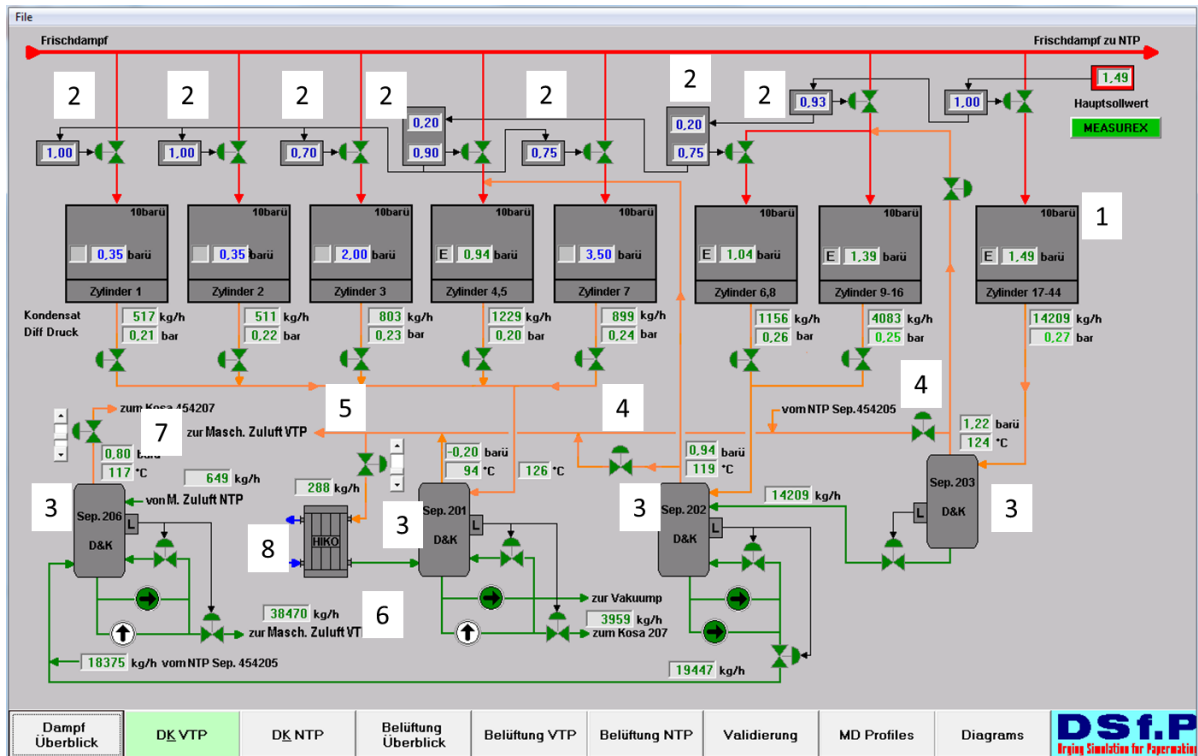 File
Frischdampf
Frischdampf zu NTP
2 2 2 2 2 2 2
1,49
Hauptsollwert
MEASUREX
0,93 1,00
0,20 0,20
1,00 1,00 0,70 0,90 0,75 0,75
1
10barü 10barü 10barü 10barü 10barü 10barü 10barü 10barü
0,35 barü 0,35 barü 2,00 barü E 0,94 barü 3,50 barü E 1,04 barü E 1,39 barü E 1,49 barü
Zylinder 1 Zylinder 2 Zylinder 3 Zylinder 4,5 Zylinder 7 Zylinder 6,8 Zylinder 9-16 Zylinder 17-44
Kondensat 517 kg/h 511 kg/h 803 kg/h 1229 kg/h 899 kg/h 1156 kg/h 4083 kg/h 14209 kg/h
Diff Druck 0,21 bar 0,22 bar 0,23 bar 0,20 bar 0,24 bar 0,26 bar 0,25 bar 0,27 bar
zum Kosa 454207
5 4 4
vom NTP Sep. 454205
7
zur Masch. Zuluft VTP
0,80 barü
117 °C
-0,20 barü
94 °C
126 °C
0,94 barü
119 °C
1,22 barü
124 °C
649 kg/h
288 kg/h
14209 kg/h
von M. Zuluft NTP
3 3 3 3
Sep. 206
D&K
L
8
HIKO
Sep. 201
D&K
L
Sep. 202
D&K
L
Sep. 203
D&K
L
38470 kg/h
6
zur Masch. Zuluft VT
zur Vakuump
3959 kg/h
zum Kosa 207
18375 kg/h vom NTP Sep. 454205
19447 kg/h
Dampf Überblick
DK VTP
DK NTP
Belüftung Überblick
Belüftung VTP
Belüftung NTP
Validierung
MD Profiles
Diagrams
DSf.P
Drying Simulation for Papermaki